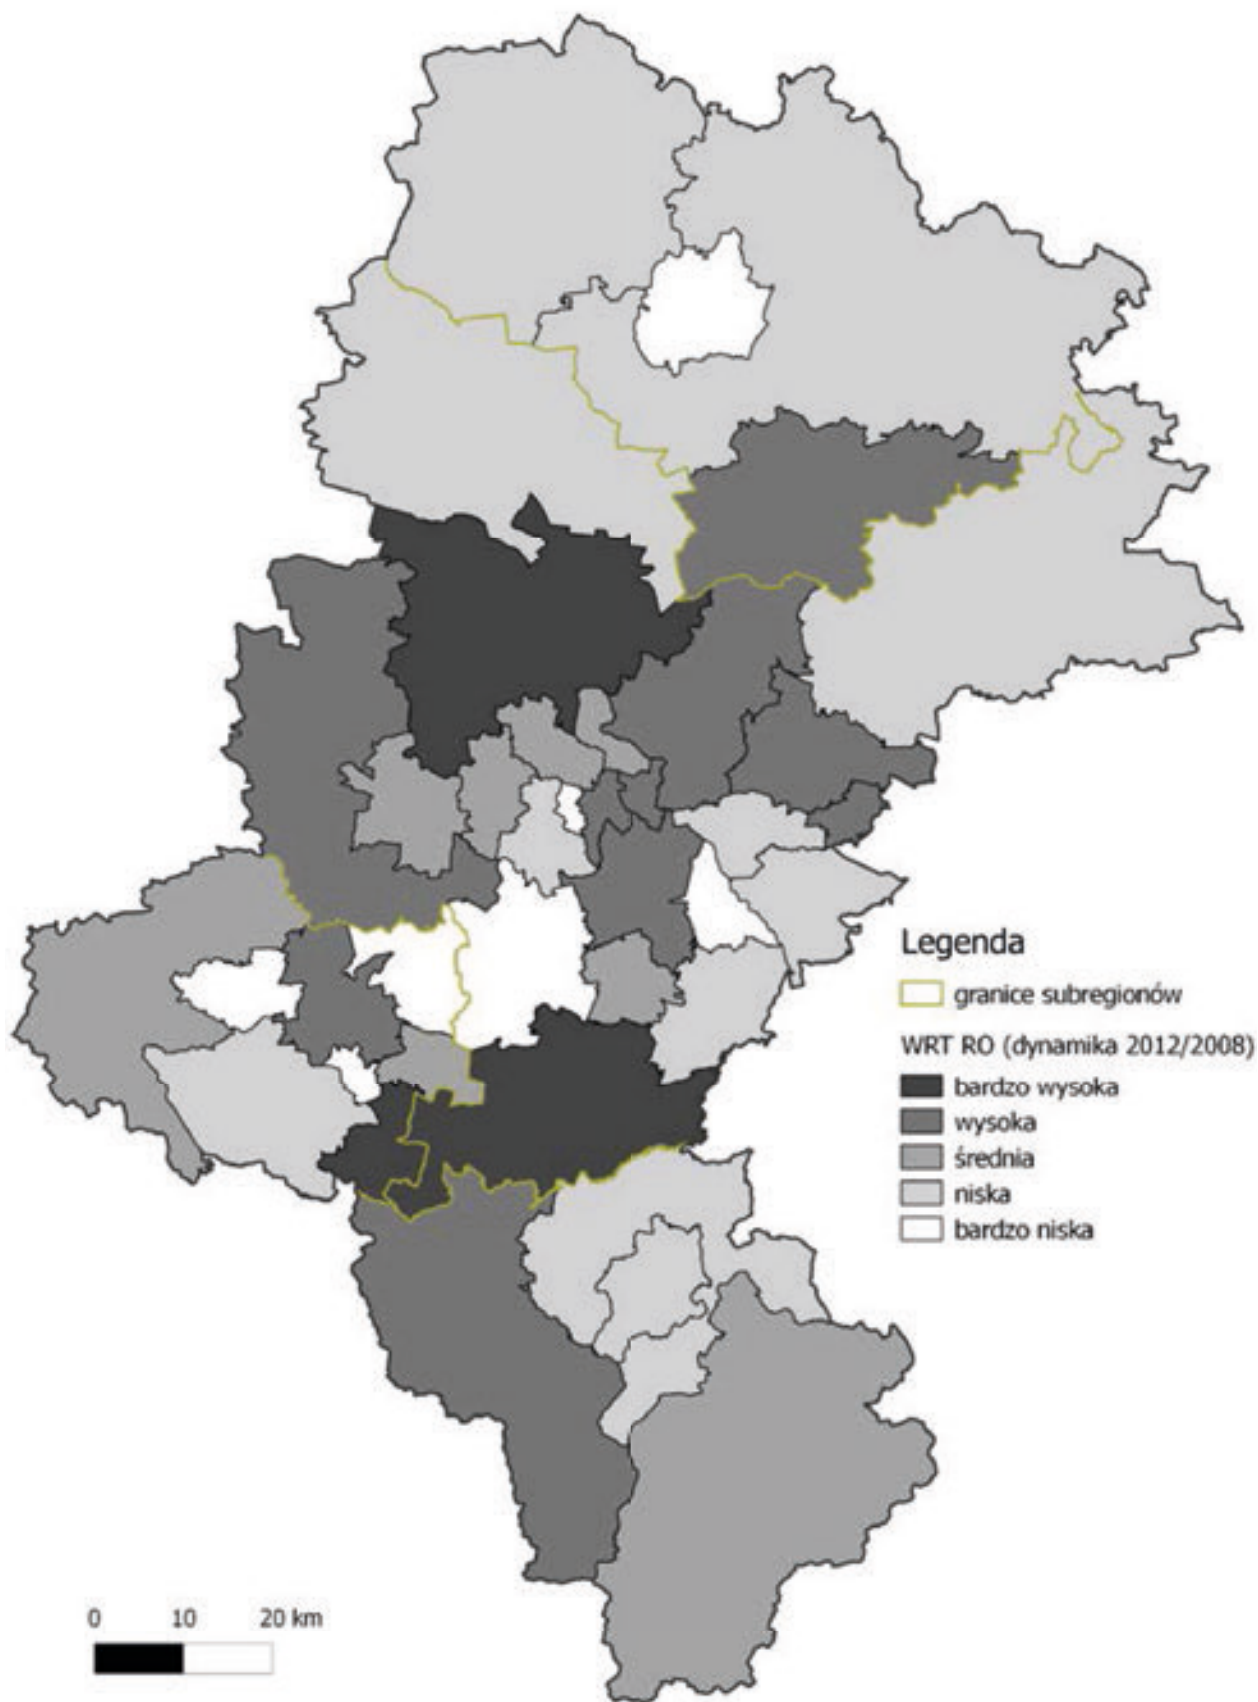 Legenda
granice subregionów
WRT RO (dynamika 2012/2008)
bardzo wysoka
wysoka
średnia
niska
bardzo niska
0 10 20 km